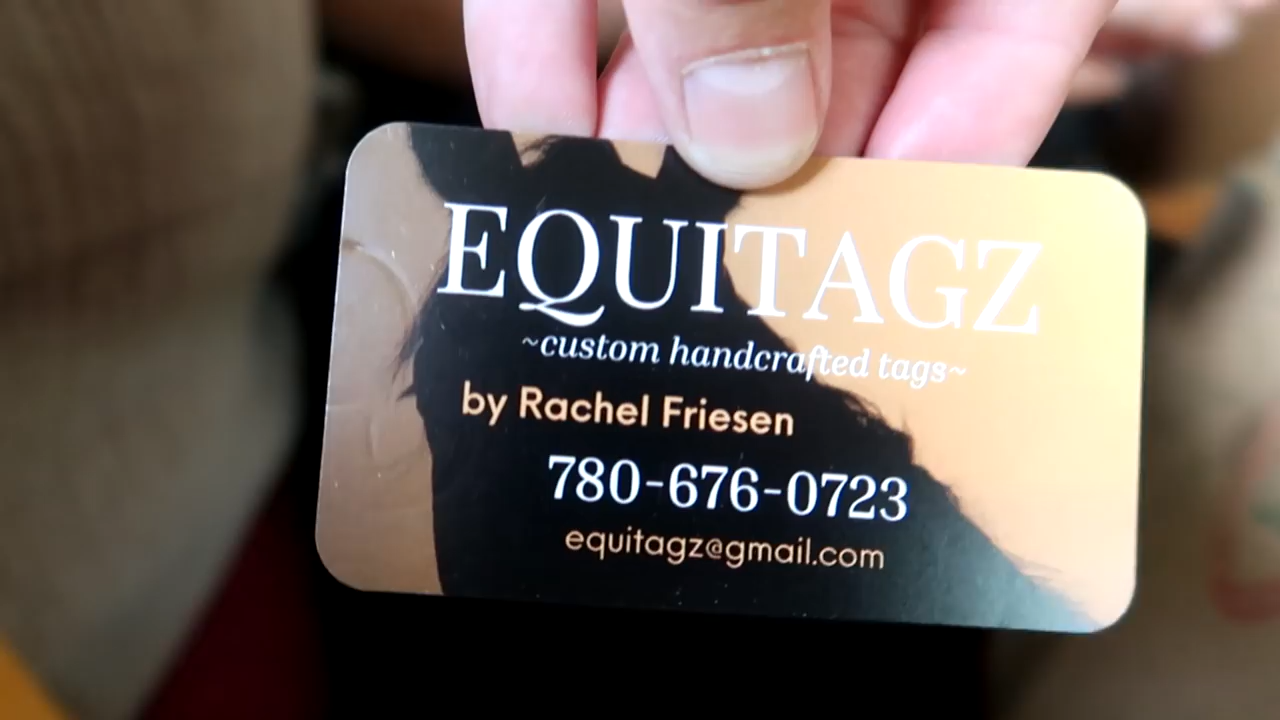 EQUITAGZ
~custom handcrafted tags~
by Rachel Friesen
780-676-0723
equitagz@gmail.com